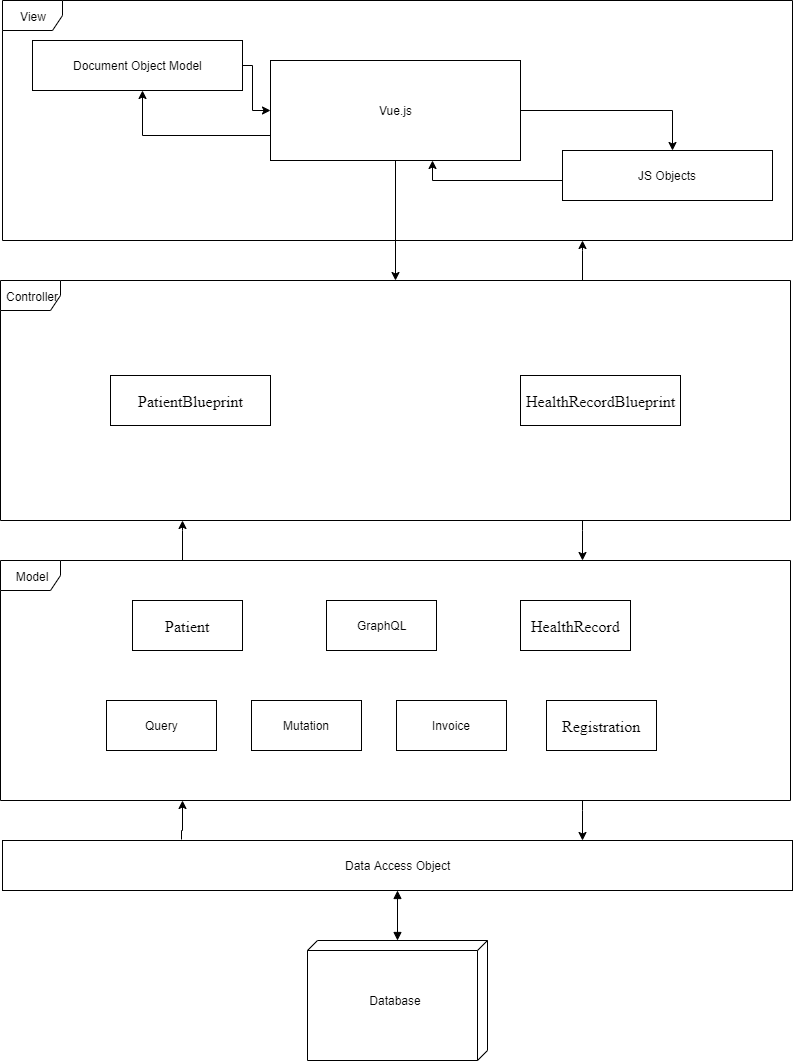 View
Document Object Model
Vue.js
JS Objects
Controller
PatientBlueprint
HealthRecordBlueprint
Model
Patient
GraphQL
HealthRecord
Query
Mutation
Invoice
Registration
Data Access Object
Database